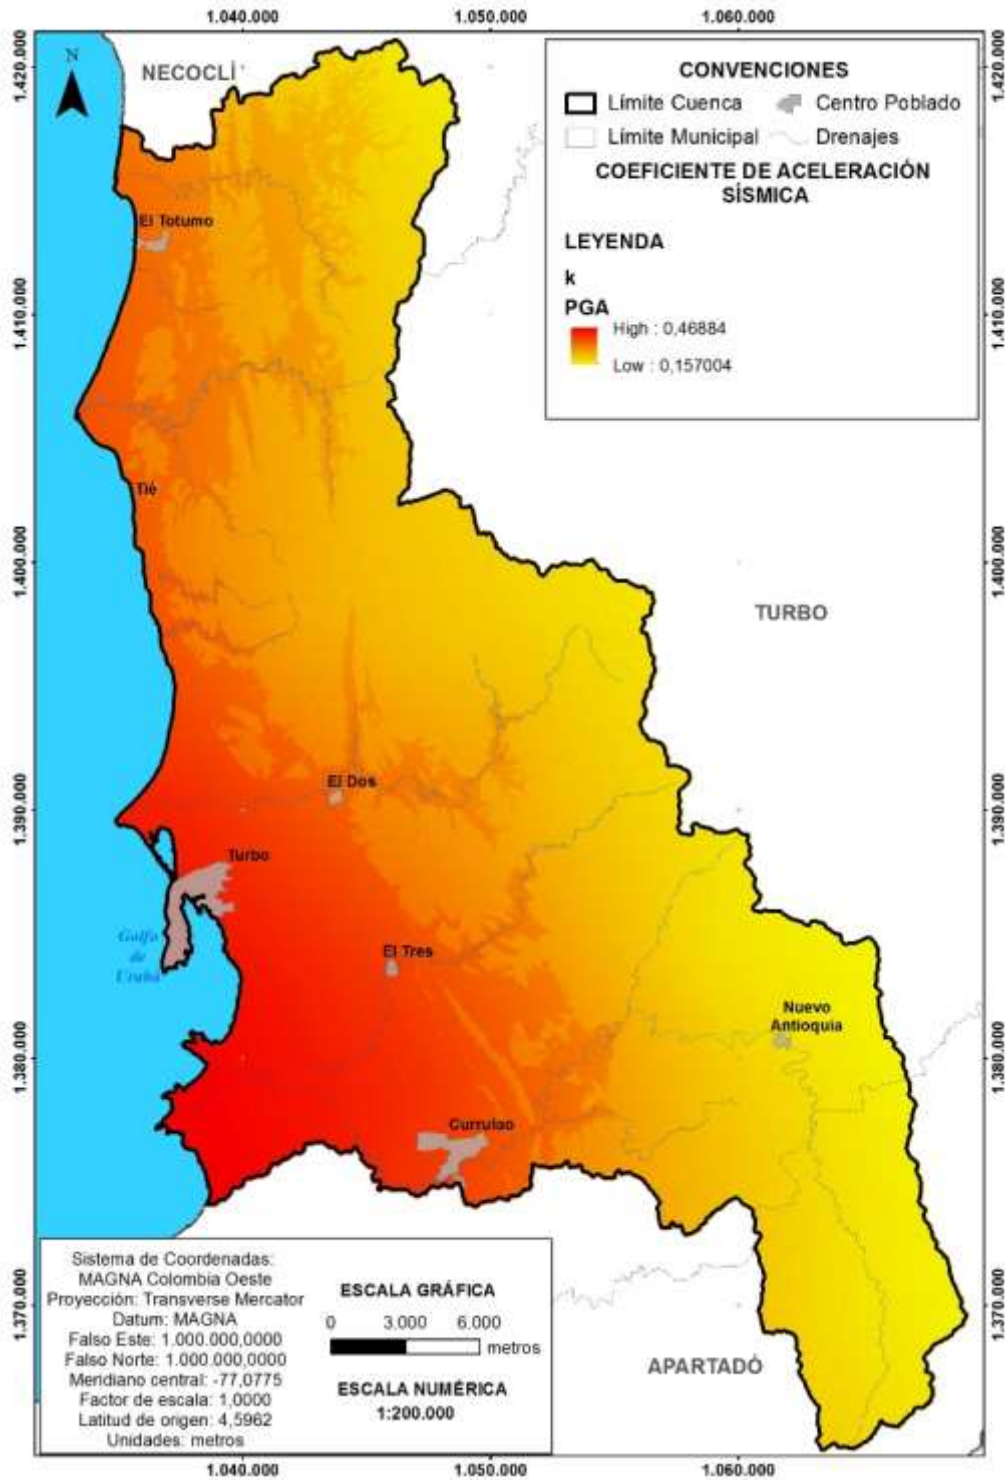 1.040.000
1.050.000
1.060.000
1.420.000
1.420.000
N
NECOCLÍ
CONVENCIONES
Límite Cuenca
Centro Poblado
Límite Municipal
Drenajes
COEFICIENTE DE ACELERACIÓN
SÍSMICA
LEYENDA
k
PGA
High : 0,46884
Low : 0,157004
El Totumo
1.410.000
1.410.000
Tié
1.400.000
1.400.000
TURBO
El Dos
1.390.000
1.390.000
Turbo
Golfo
de
Urabá
El Tres
Nuevo
Antioquia
1.380.000
1.380.000
Currulao
Sistema de Coordenadas:
MAGNA Colombia Oeste
Proyección: Transverse Mercator
Datum: MAGNA
Falso Este: 1.000.000,0000
Falso Norte: 1.000.000,0000
Meridiano central: -77,0775
Factor de escala: 1,0000
Latitud de origen: 4,5962
Unidades: metros
ESCALA GRÁFICA
0 3.000 6.000
metros
ESCALA NUMÉRICA
1:200.000
1.370.000
1.370.000
APARTADÓ
1.040.000
1.050.000
1.060.000